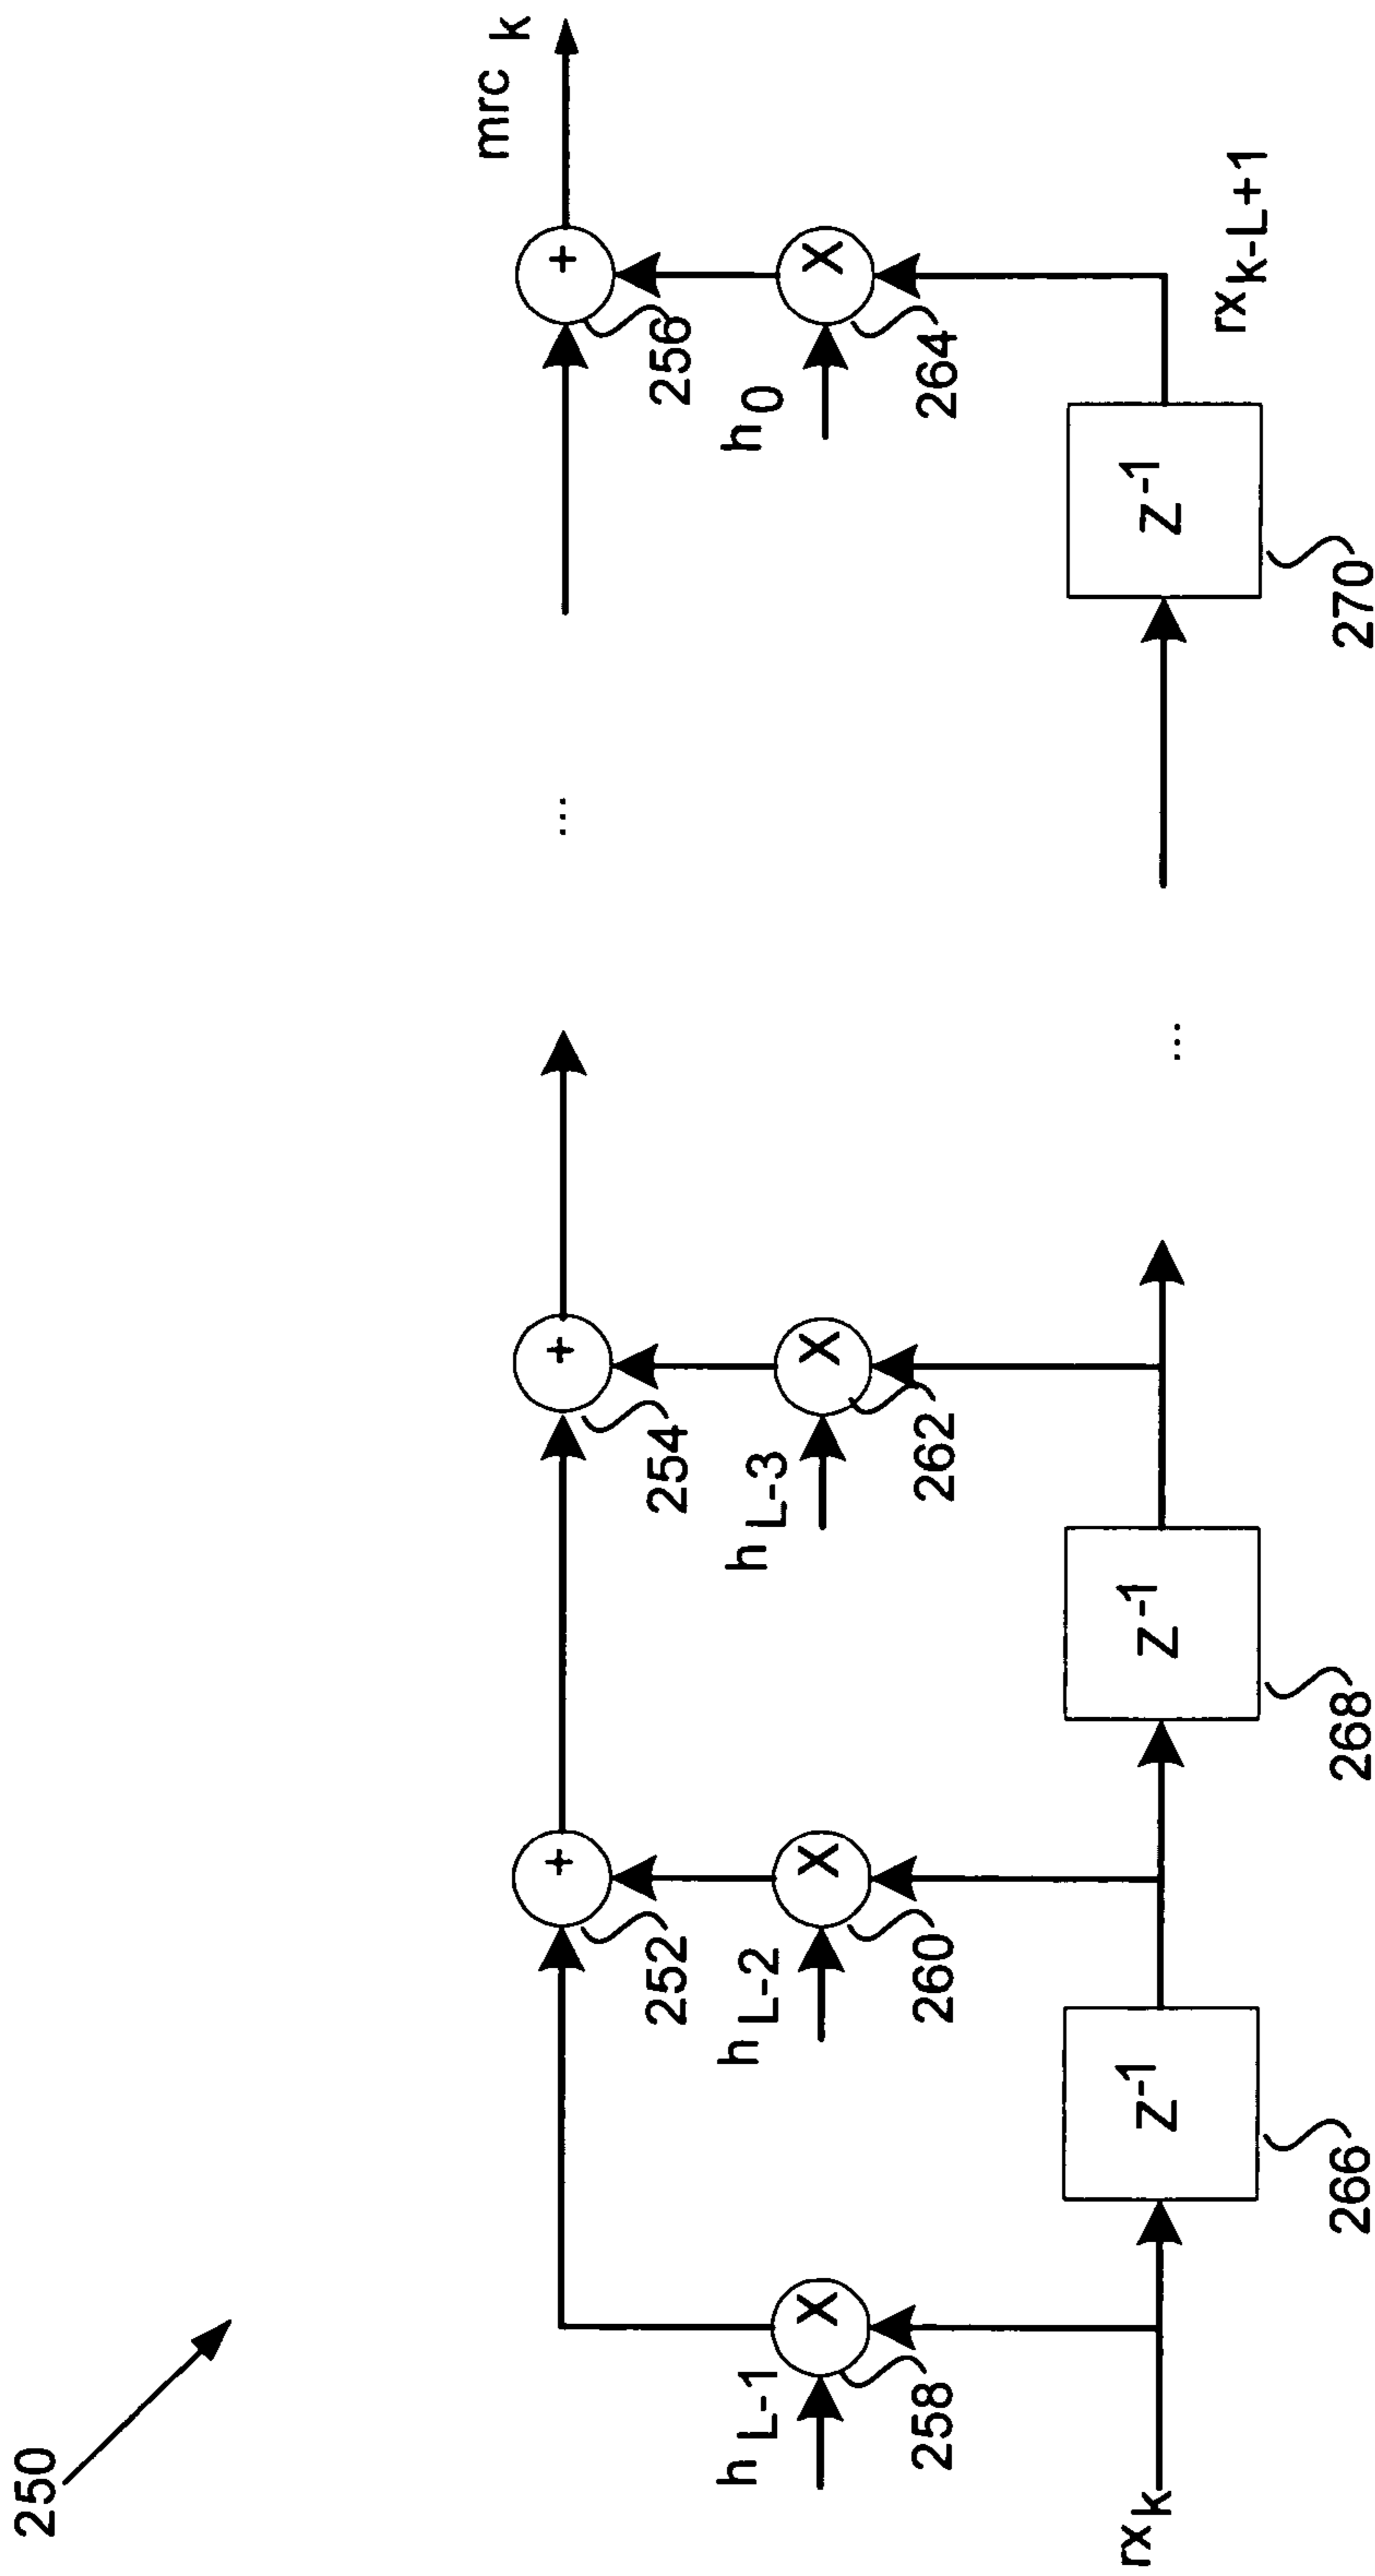 250
mrc k
+
+
+
252
254
256
h L-1
X
h L-2
X
h L-3
X
h 0
X
258
260
262
264
rx k
Z -1
Z -1
Z -1
rx k-L+1
266
268
270
...
...